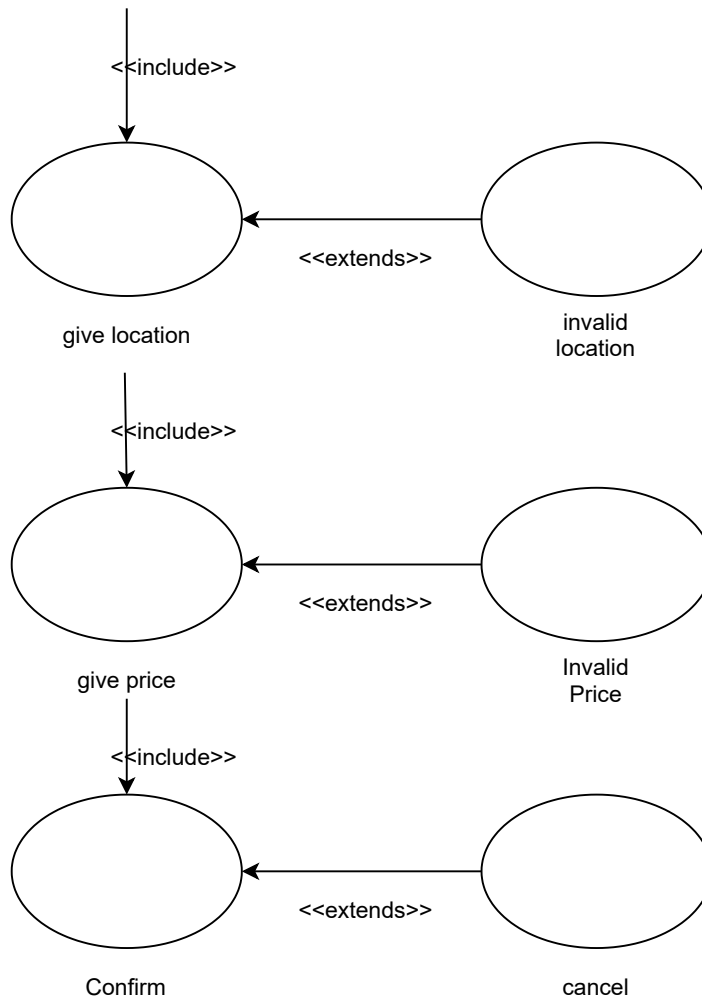 <<include>>
<<extends>>
give location
invalid
location
<<include>>
<<extends>>
give price
Invalid
Price
<<include>>
<<extends>>
Confirm
cancel